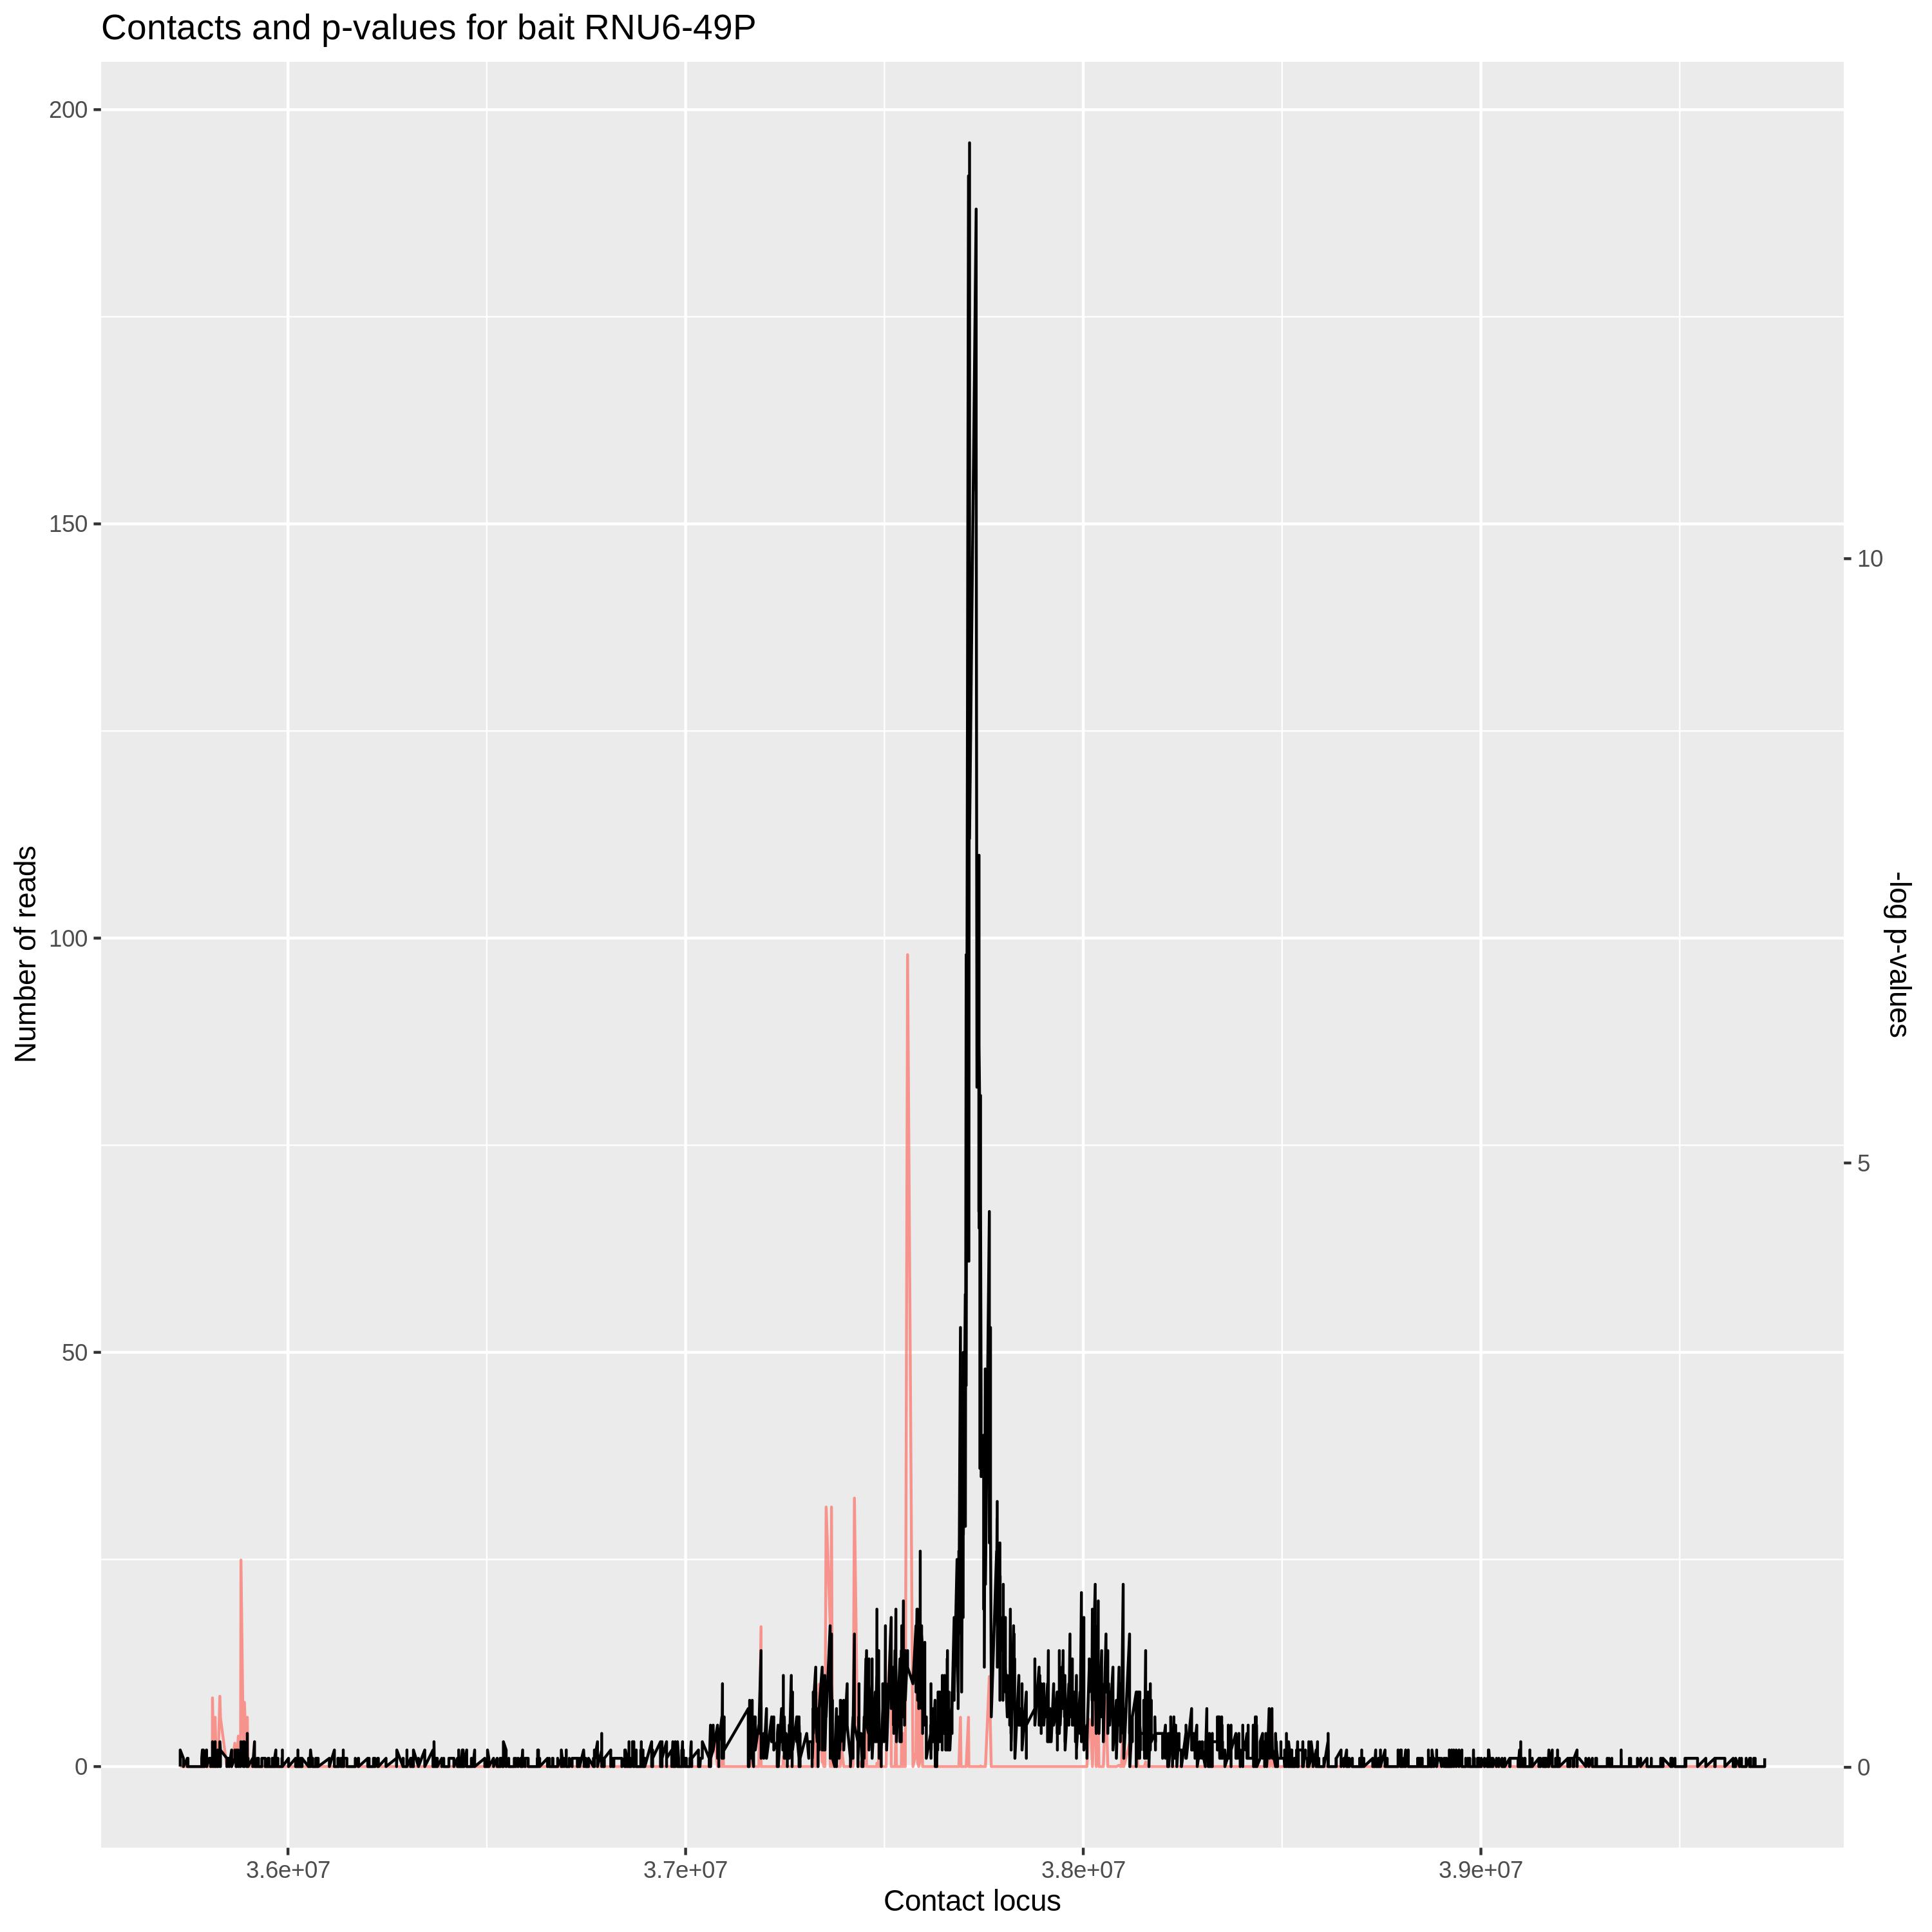 Contacts and p-values for bait RNU6-49P
200
150
100
50
0
Number of reads
10
5
0
-log p-values
3.6e+07
3.7e+07
3.8e+07
3.9e+07
Contact locus